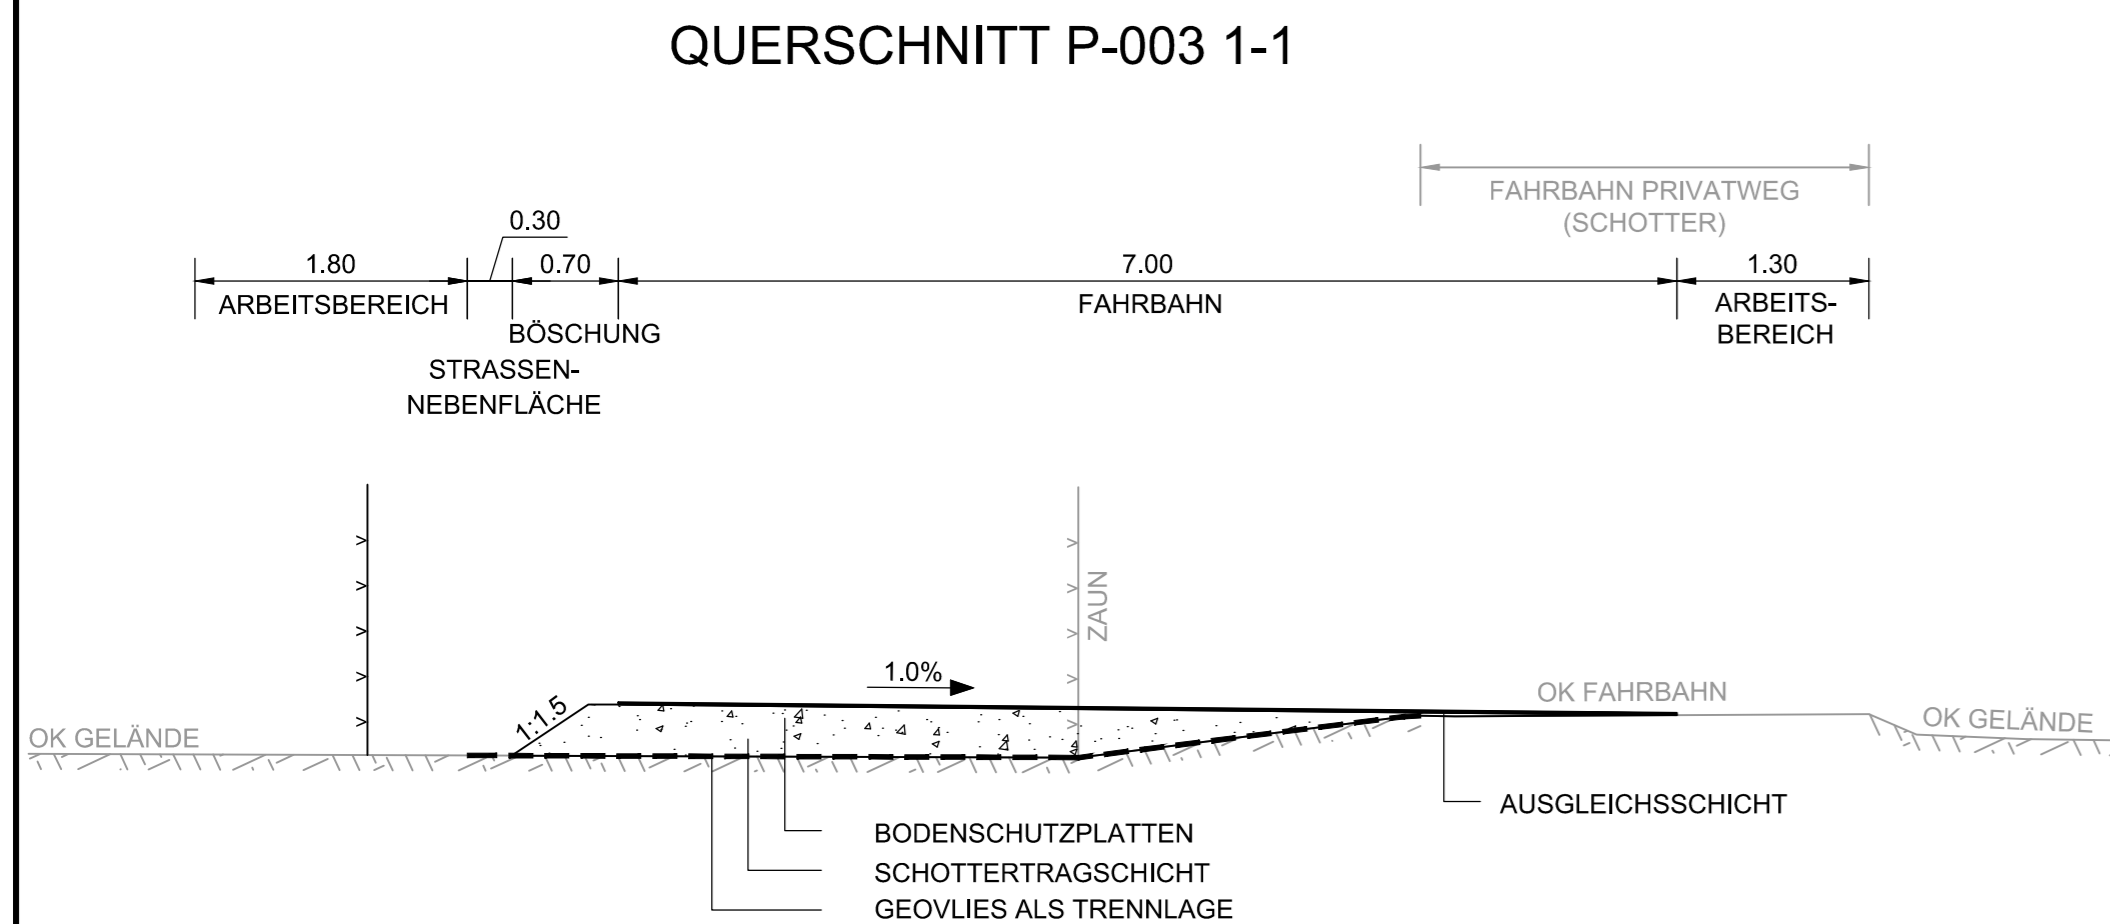 QUERSCHNITT P-003 1-1
FAHRBAHN PRIVATWEG
(SCHOTTER)
0.30
1.80
0.70
7.00
1.30
ARBEITSBEREICH
FAHRBAHN
ARBEITS-
BEREICH
BÖSCHUNG
STRASSEN-
NEBENFLÄCHE
ZAUN
1.0%
1:1.5
OK FAHRBAHN
OK GELÄNDE
OK GELÄNDE
AUSGLEICHSSCHICHT
BODENSCHUTZPLATTEN
SCHOTTERTRAGSCHICHT
GEOVLIES ALS TRENNLAGE